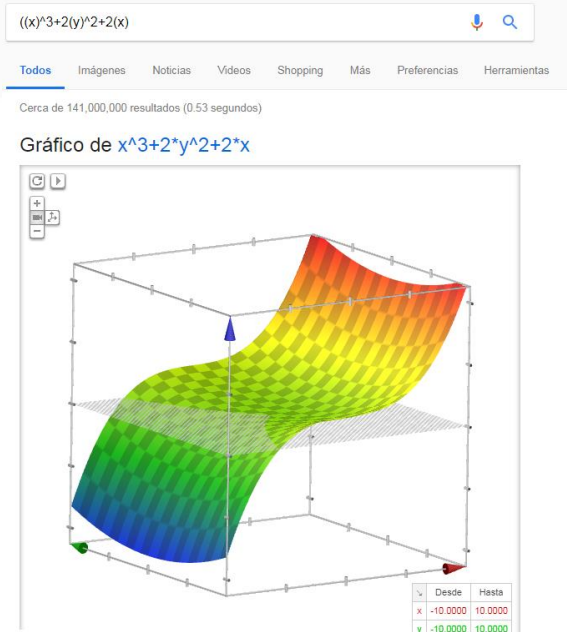 ((x)^3+2(y)^2+2(x)
Todos Imágenes Noticias Videos Shopping Más Preferencias Herramientas
Cerca de 141,000,000 resultados (0.53 segundos)
Gráfico de x^3+2*y^2+2*x
Desde Hasta
x -10.0000 10.0000
y -10.0000 10.0000